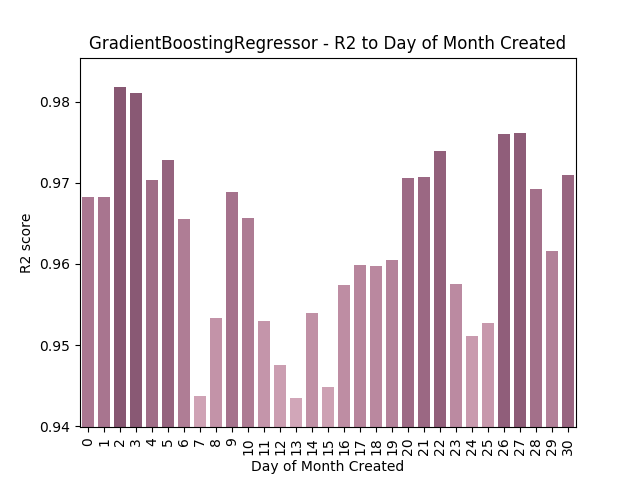 GradientBoostingRegressor - R2 to Day of Month Created
0.98
0.97
0.96
0.95
0.94
R2 score
0 1 2 3 4 5 6 7 8 9 10 11 12 13 14 15 16 17 18 19 20 21 22 23 24 25 26 27 28 29 30
Day of Month Created